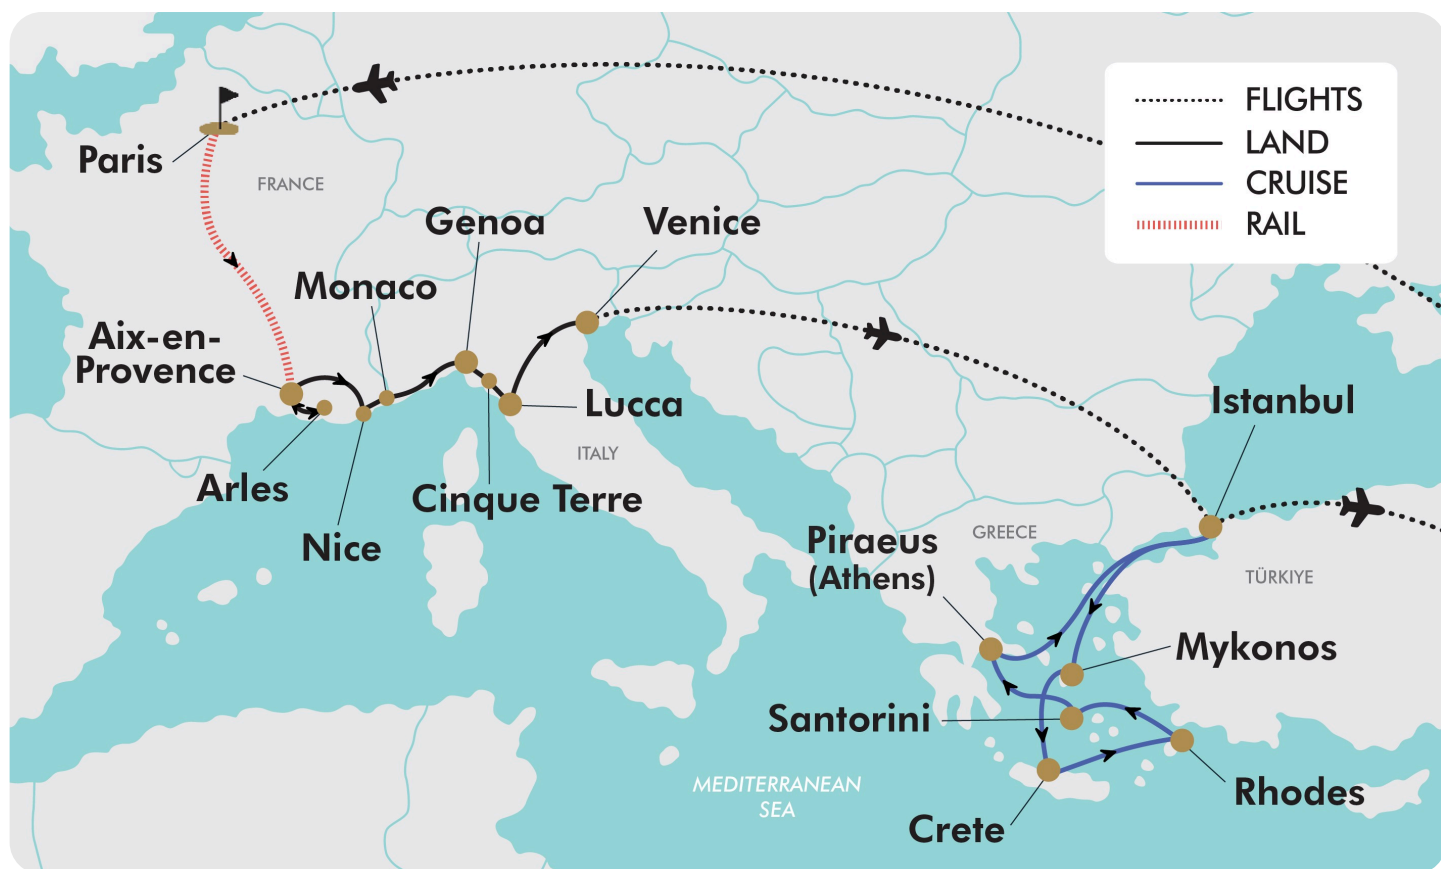 FLIGHTS
LAND
CRUISE
RAIL
Paris
FRANCE
Genoa
Venice
Monaco
Aix-en-
Provence
Lucca
Istanbul
ITALY
Arles
Cinque Terre
Nice
GREECE
Piraeus
(Athens)
TÜRKIYE
Mykonos
Santorini
MEDITERRANEAN
SEA
Rhodes
Crete